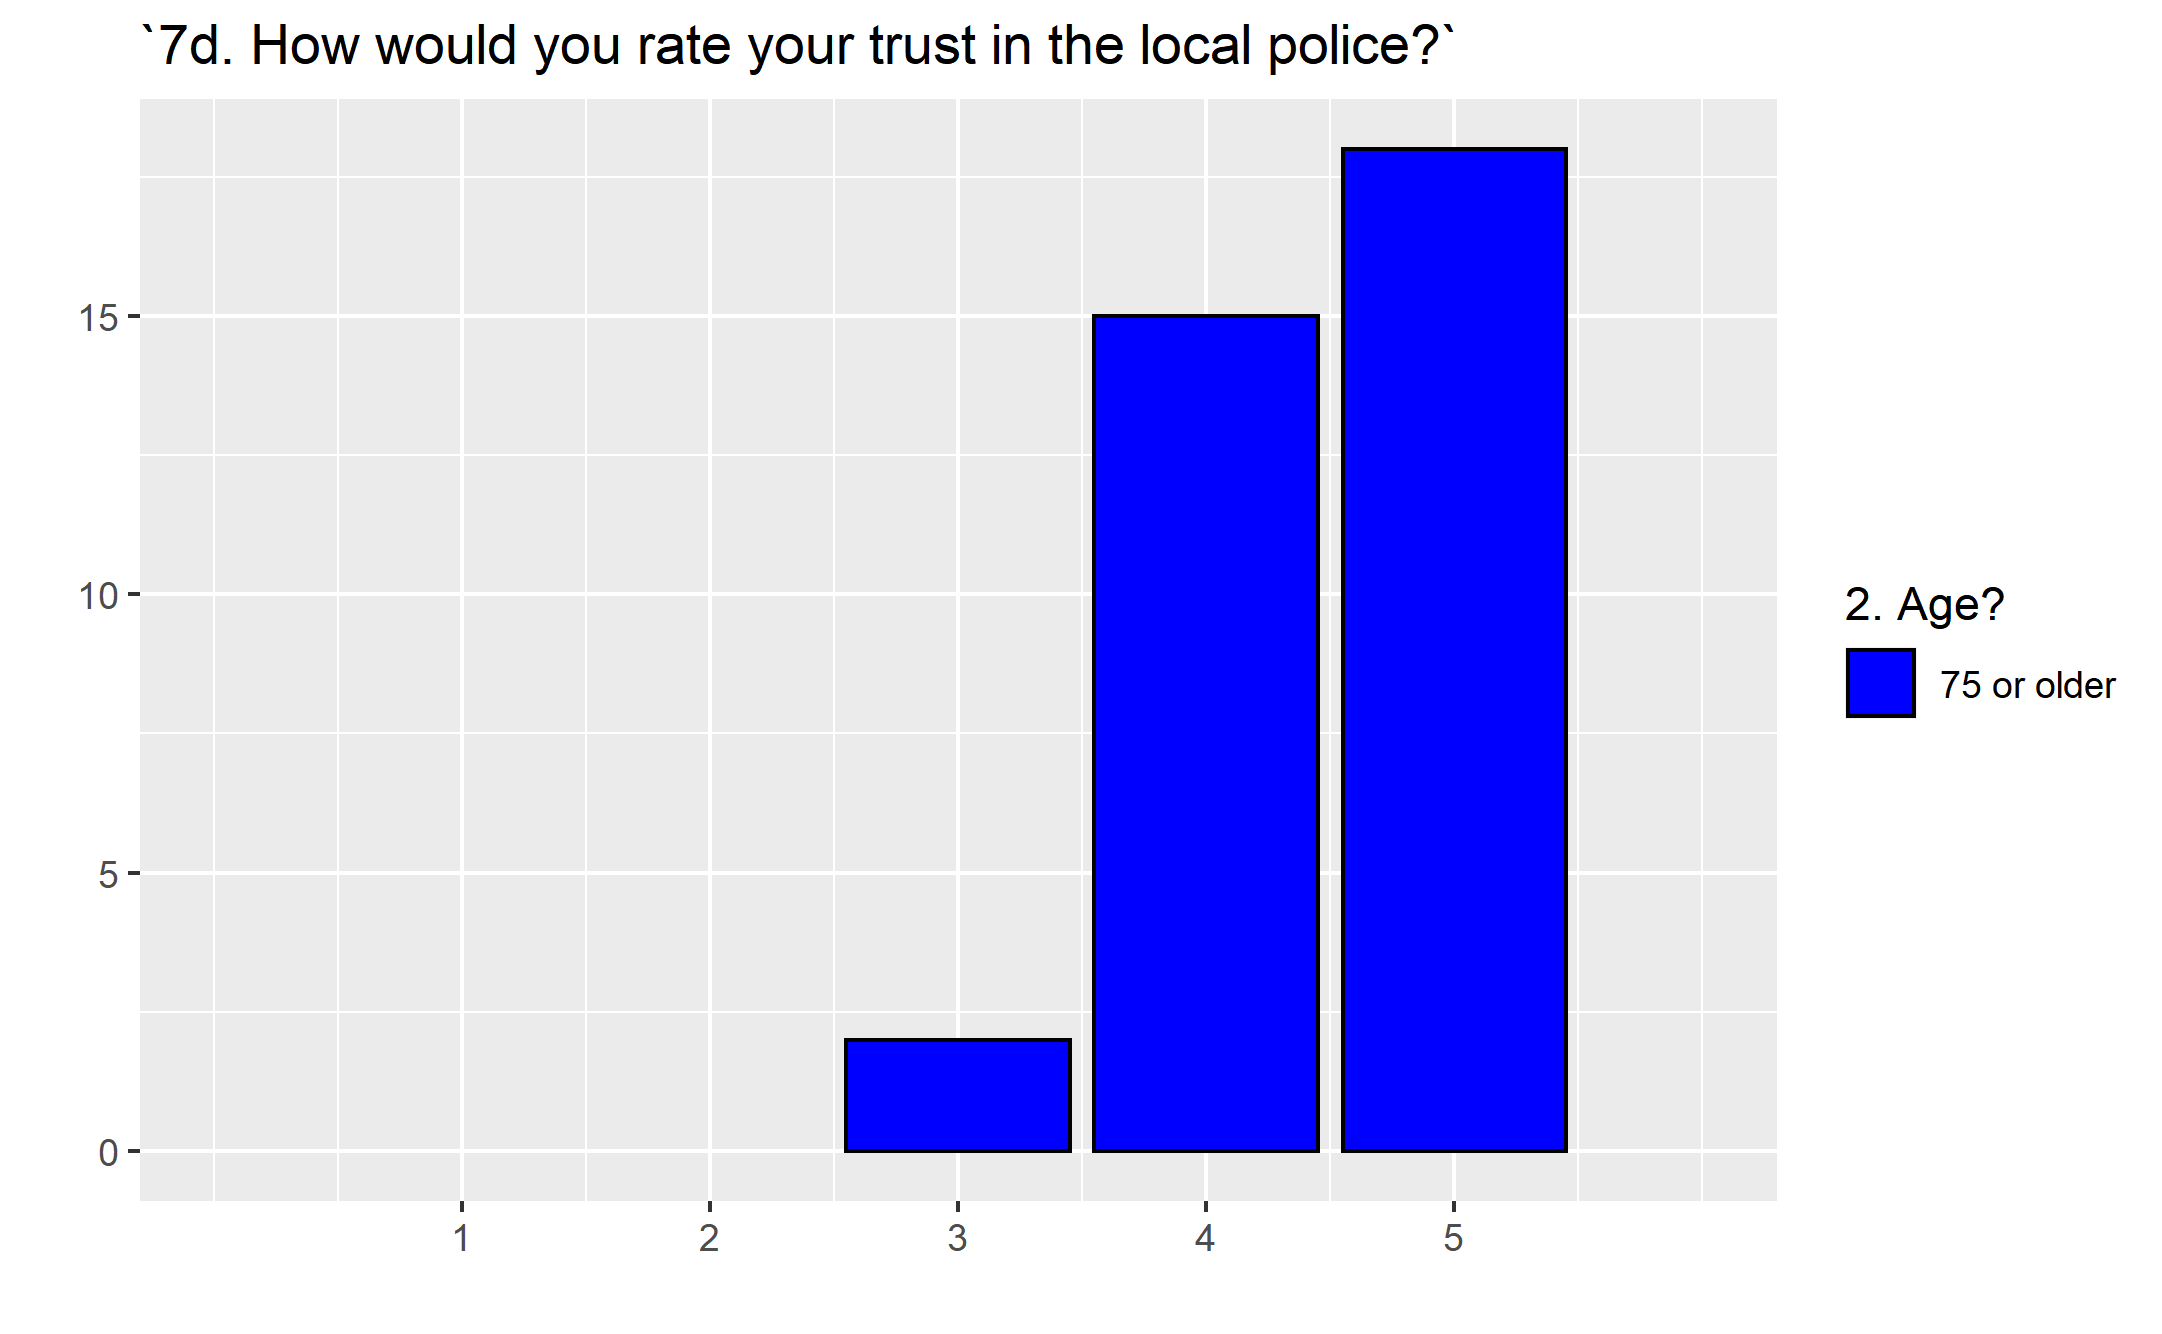 `7d. How would you rate your trust in the local police?`
15
10
5
0
1 2 3 4 5
2. Age?
75 or older